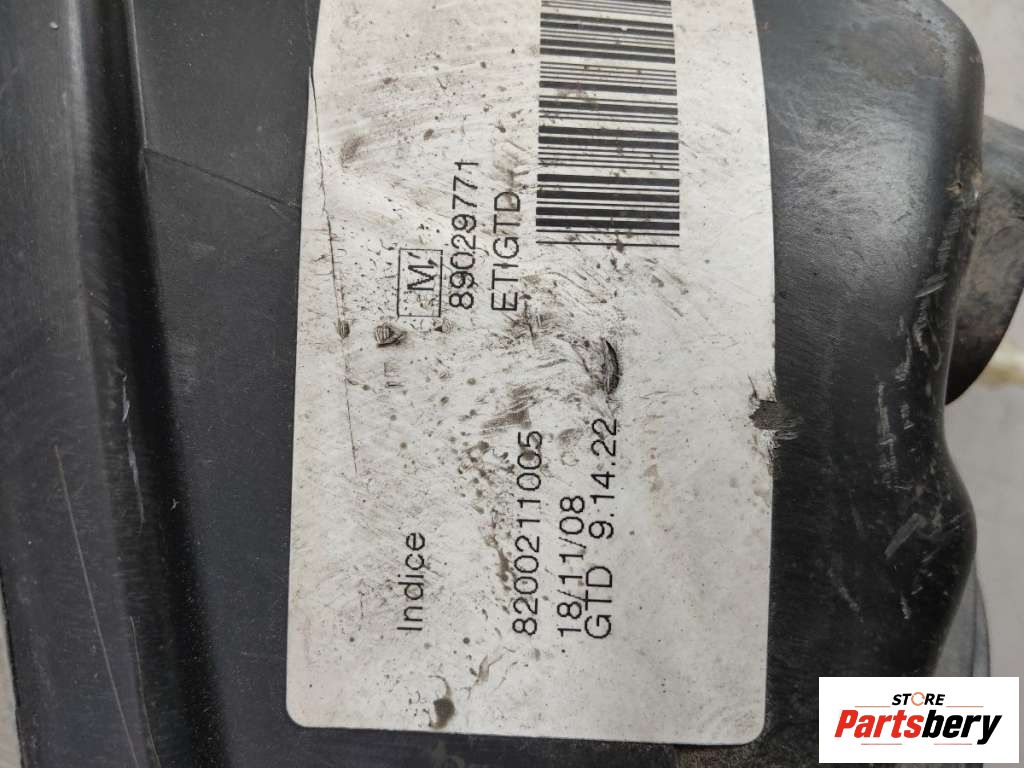 Indice
M
89029771
ETIGTD
8200211005
18/11/08
GTD 9.14.22
STORE
Partsbery